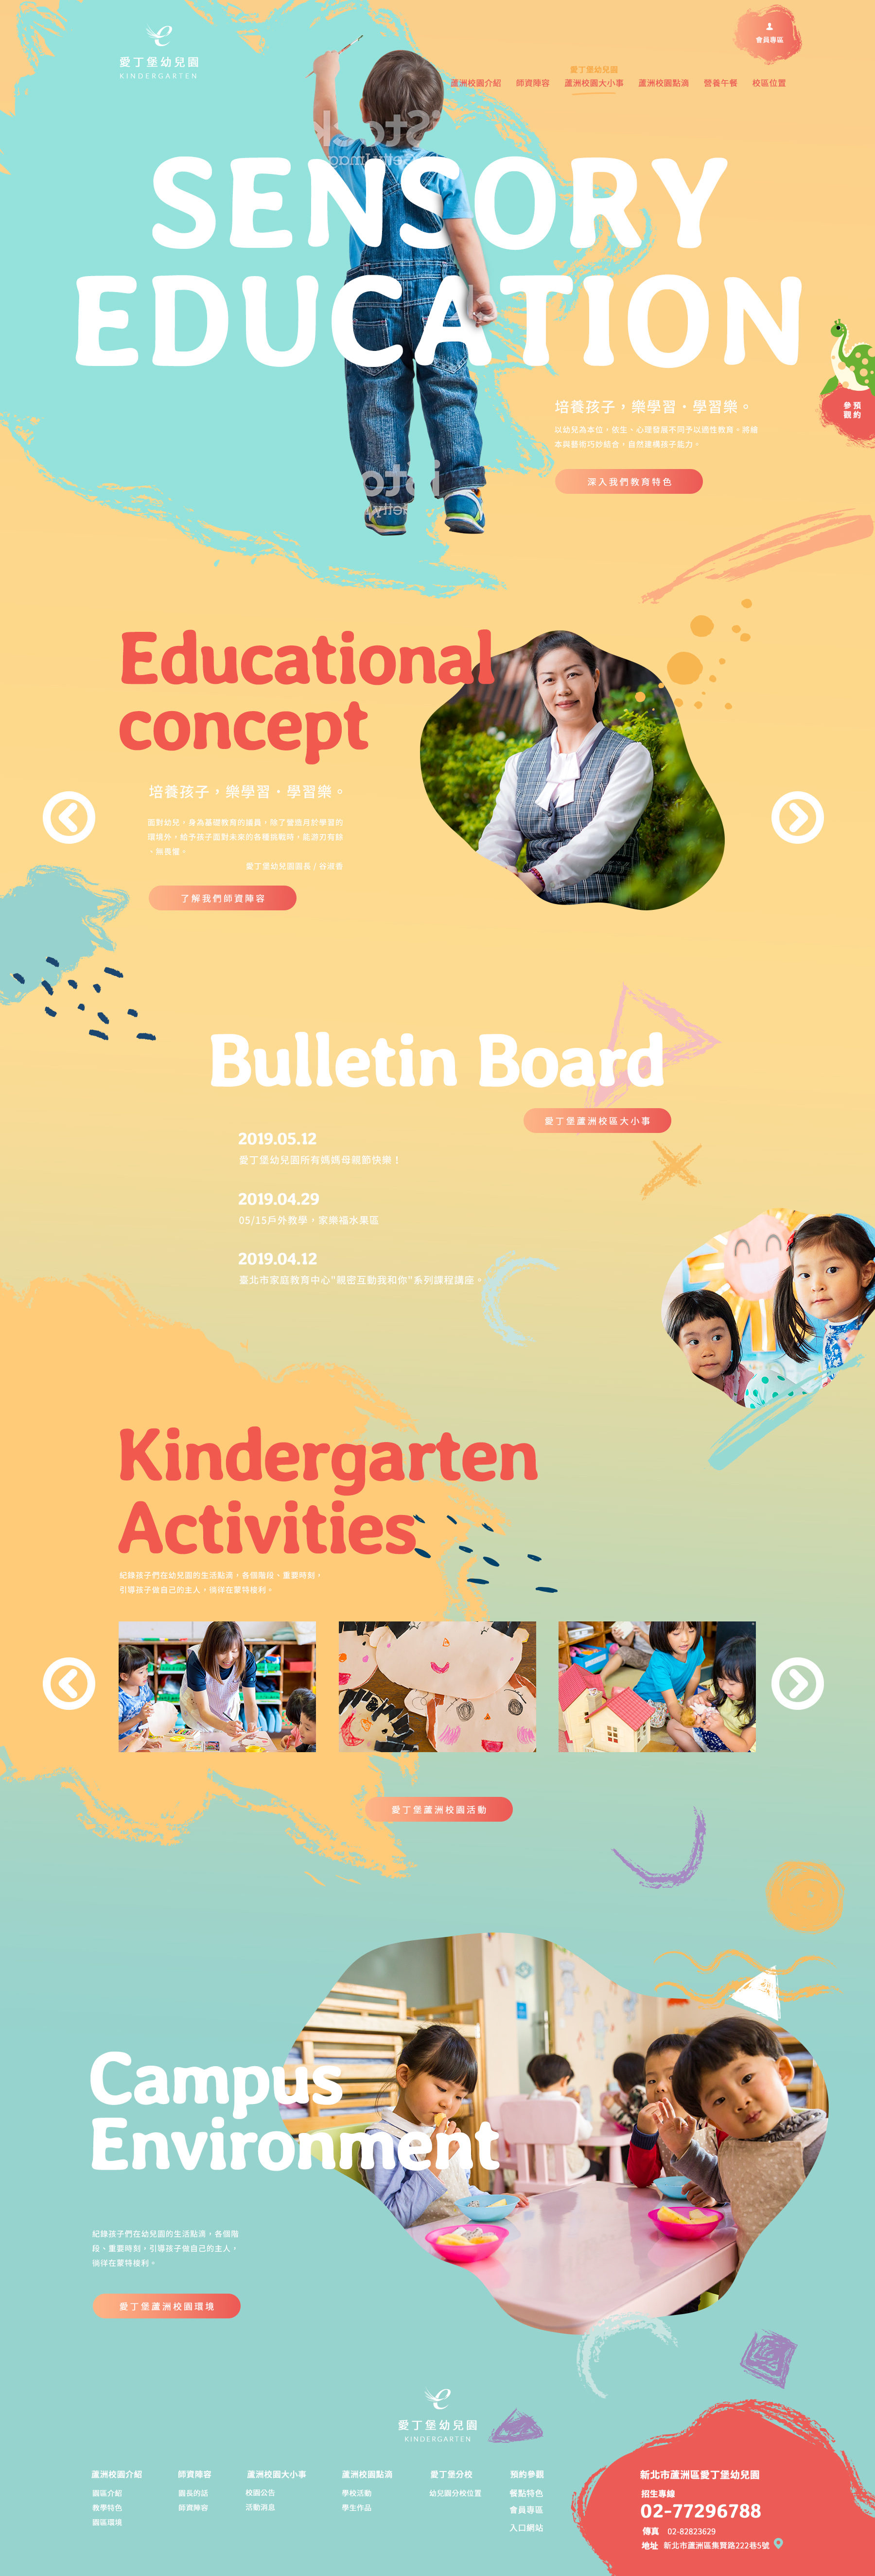 愛丁堡幼兒園
KINDERGARTEN
會員專區
愛丁堡幼兒園
蘆洲校園介紹 師資陣容 蘆洲校園大小事 蘆洲校園點滴 營養午餐 校區位置
SENSORY
EDUCATION
參觀
預約
培養孩子，樂學習・學習樂。
以幼兒為本位，依生、心理發展不同予以適性教育。將繪
本與藝術巧妙結合，自然建構孩子能力。
深入我們教育特色
Educational
concept
培養孩子，樂學習・學習樂。
面對幼兒，身為基礎教育的播員。除了營造月於學習的
環境外，給予孩子面對未來的各種挑戰時，能游刃有餘
，無畏懼。
愛丁堡幼兒園園長 / 谷湘會
了解我們師資陣容
Bulletin Board
愛丁堡蘆洲校區大小事
2019.05.12
愛丁堡幼兒園所有媽媽母親節快樂！
2019.04.29
05/15戶外教學，家樂福水果區
2019.04.12
臺北市家庭教育中心"親密互動我和你"系列課程講座。
Kindergarten
Activities
紀錄孩子們在幼兒園的生活點滴，各個階段、重要時刻，
引導孩子做自己的主人，徜徉在蒙特梭利。
愛丁堡蘆洲校園活動
Campus
Environment
紀錄孩子們在幼兒園的生活點滴，各個階
段、重要時刻，引導孩子做自己的主人，
徜徉在蒙特梭利。
愛丁堡蘆洲校園環境
愛丁堡幼兒園
KINDERGARTEN
蘆洲校園介紹
園區介紹
教學特色
園區環境
師資陣容
園長的話
師資陣容
蘆洲校園大小事
校園公告
活動消息
蘆洲校園點滴
學校活動
學生作品
愛丁堡分校
幼兒園分校位置
預約參觀
餐點特色
會員專區
入口網站
新北市蘆洲區愛丁堡幼兒園
招生專線
02-77296788
傳真 02-82823629
地址 新北市蘆洲區集賢路222巷5號